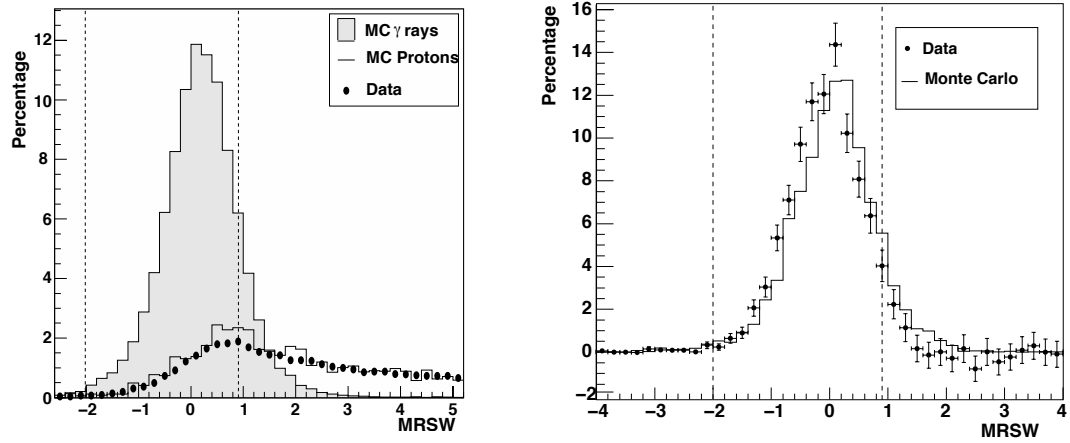 Percentage
12
10
8
6
4
2
0
−2 −1 0 1 2 3 4 5
MRSW
MC γ rays
MC Protons
Data
Percentage
16
14
12
10
8
6
4
2
0
−2
−4 −3 −2 −1 0 1 2 3 4
MRSW
Data
Monte Carlo